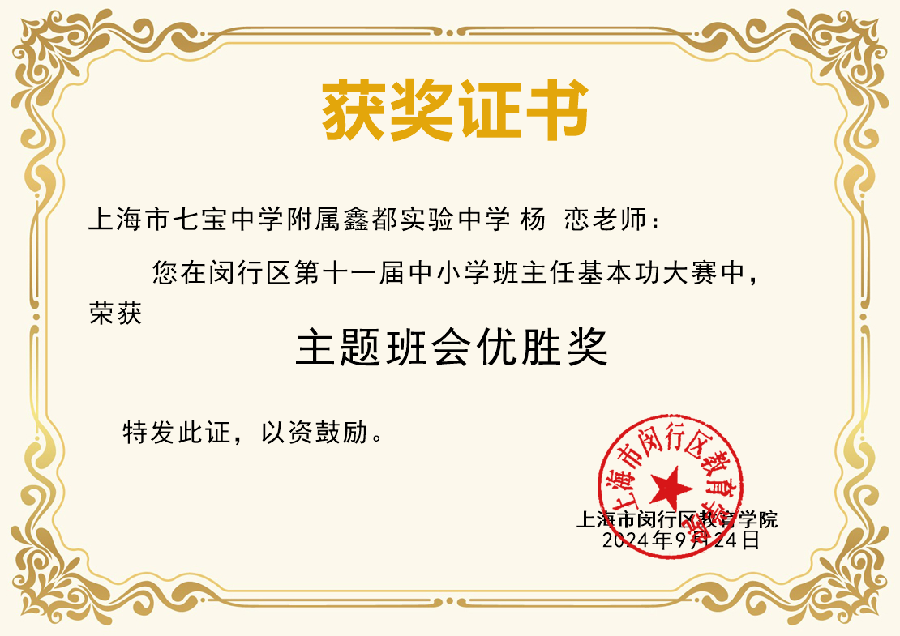 获奖证书
上海市七宝中学附属鑫都实验中学 杨 恋老师：
您在闵行区第十一届中小学班主任基本功大赛中，
荣获
主题班会优胜奖
特发此证，以资鼓励。
上海市闵行区教育学院
上海市闵行区教育学院
2024年9月24日